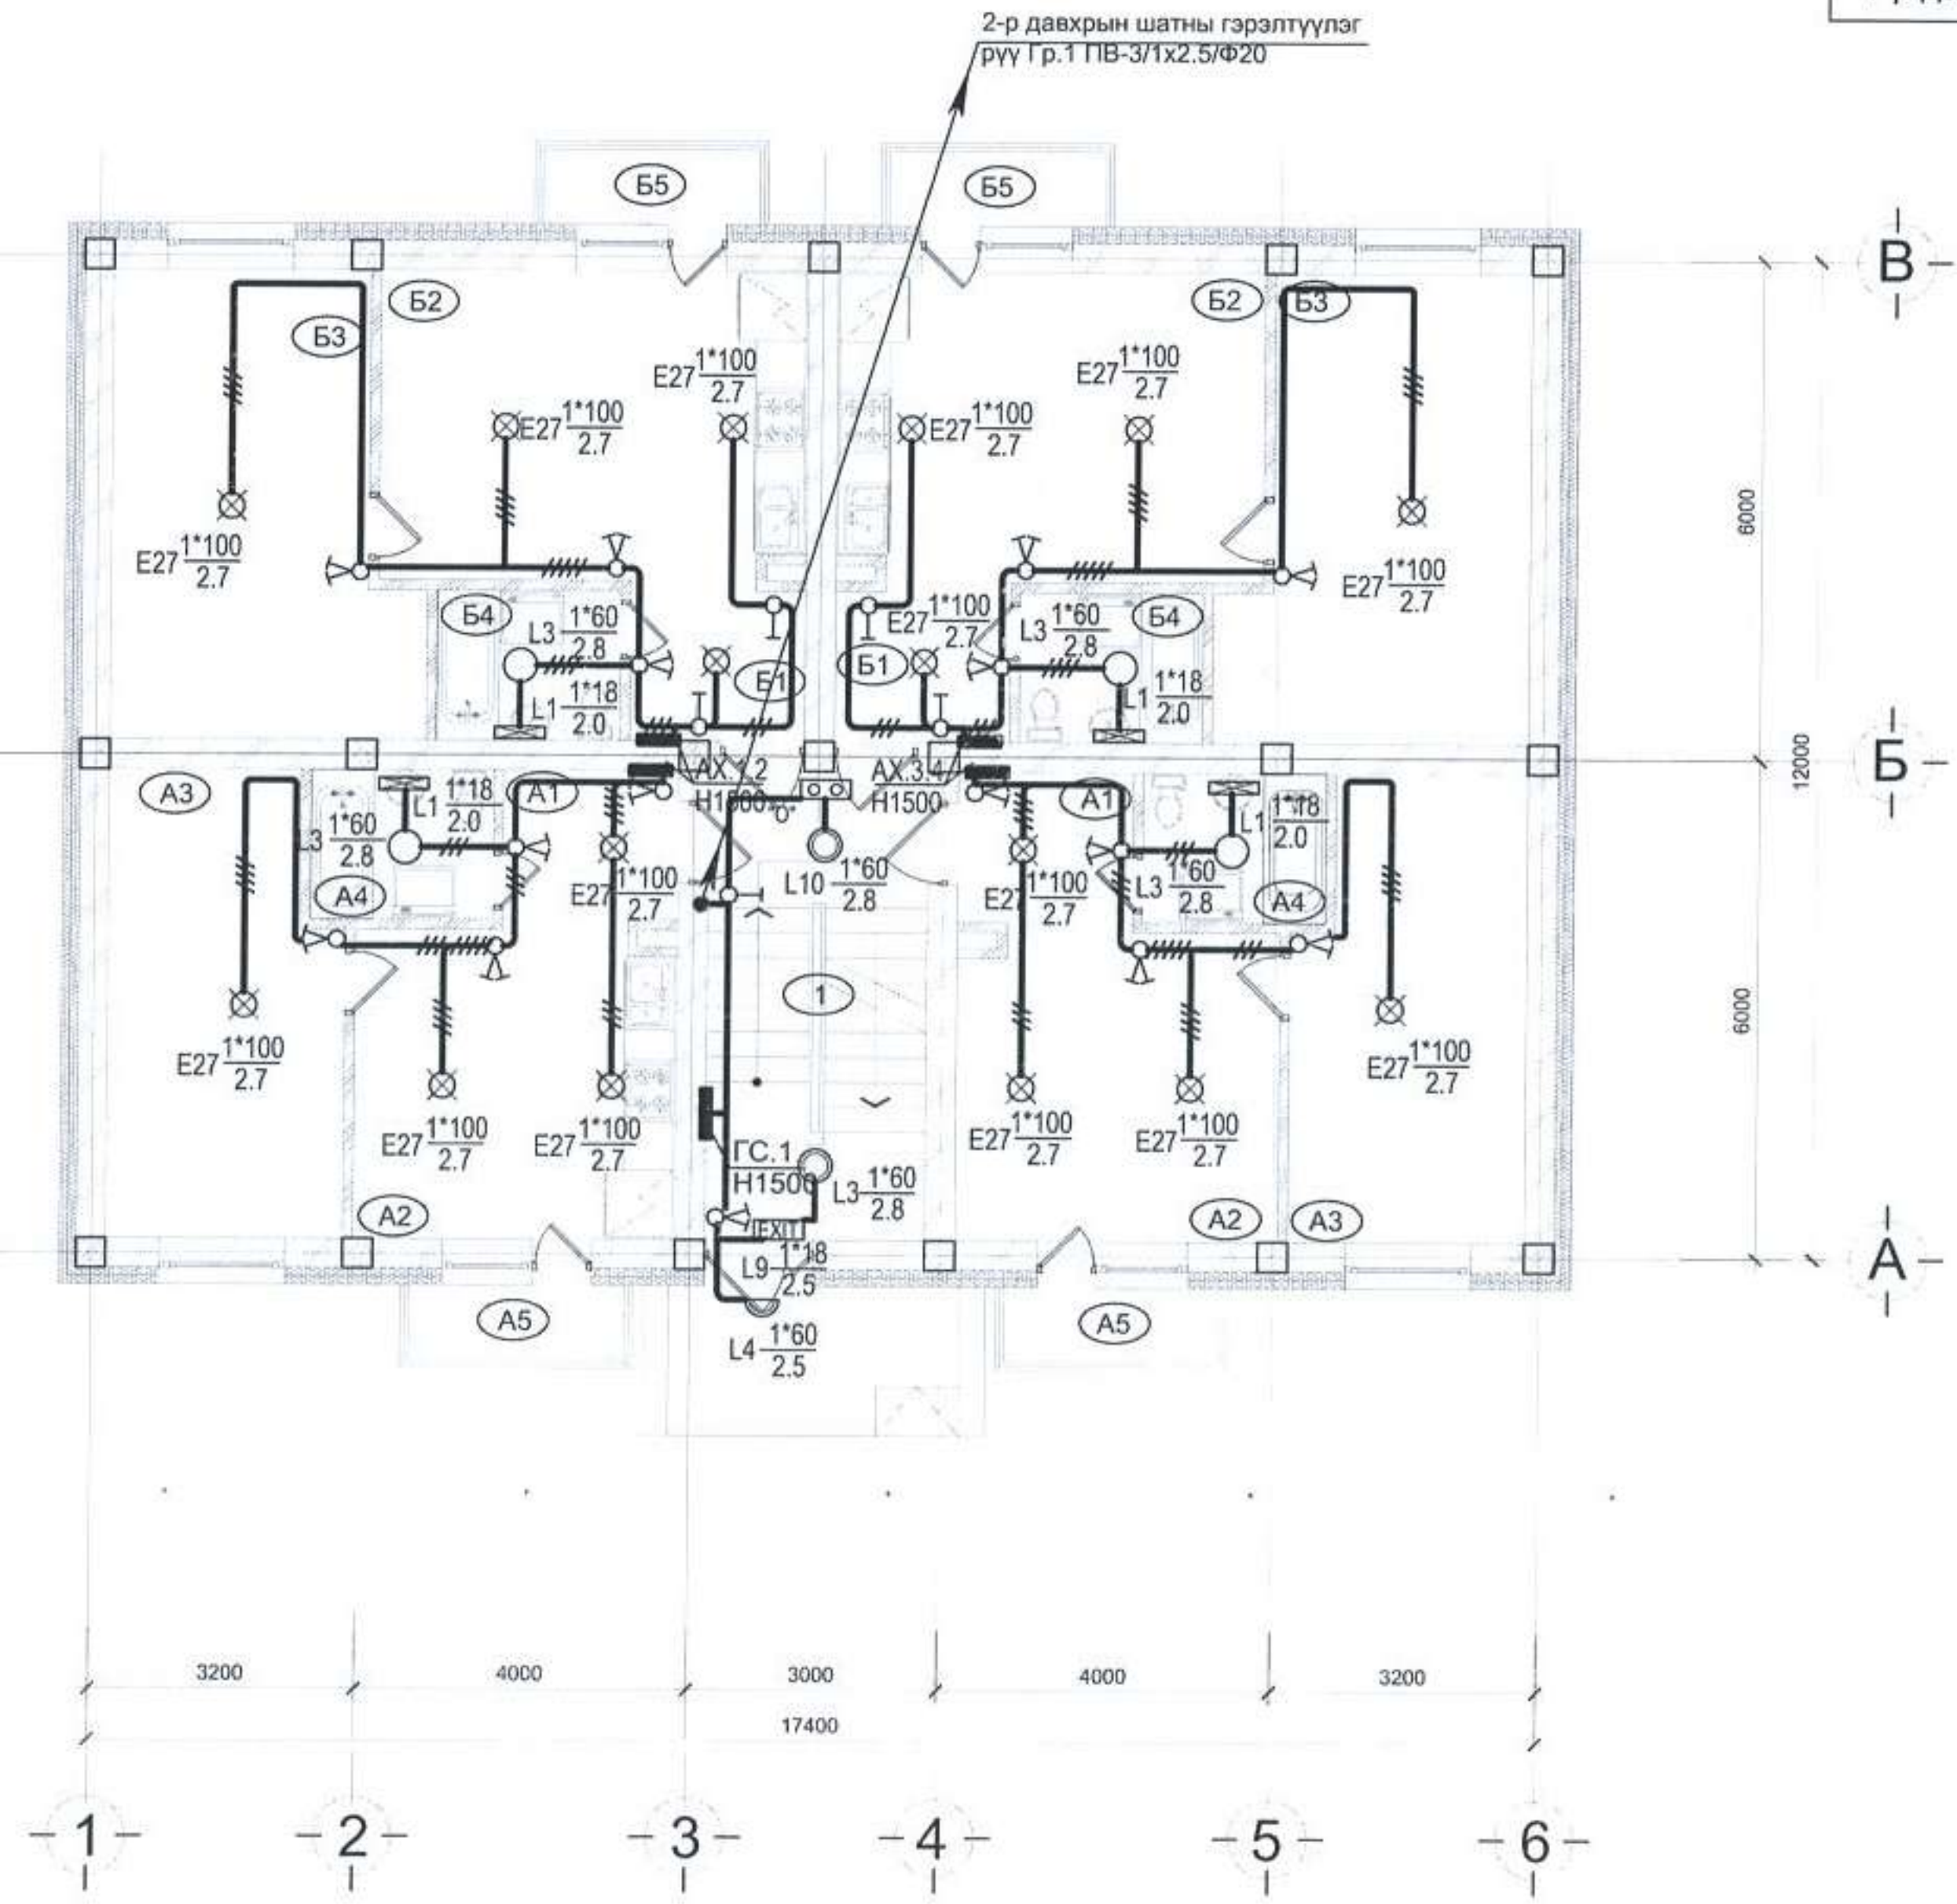 2-р давхрын шатны гэрэлтүүлэг
рүү Гр.1 ПВ-3/1х2.5/Ф20
Б5
Б5
В
Б2
Б3
Б2
Б3
E27 1*100
2.7
E27 1*100
2.7
E27 1*100
2.7
E27 1*100
2.7
E27 1*100
2.7
E27 1*100
2.7
E27 1*100
2.7
6000
Б4
L3 1*60
2.8
L1 1*18
2.0
Б1
Б1
L3 1*60
2.8
Б4
L1 1*18
2.0
12000
Б
А3
L1 1*18
2.0
А1
H1500
АХ.3.4
H1500
А1
L1 1*18
2.0
L3 1*60
2.8
А4
E27 1*100
2.7
L10 1*60
2.8
E27 1*100
2.7
L3 1*60
2.8
А4
1
6000
E27 1*100
2.7
E27 1*100
2.7
E27 1*100
2.7
E27 1*100
2.7
E27 1*100
2.7
E27 1*100
2.7
ГС.1
H1500
L3 1*60
2.8
А2
EXIT
А2
А3
L9 1*18
2.5
А
А5
L4 1*60
2.5
А5
3200
4000
3000
4000
3200
17400
1
2
3
4
5
6